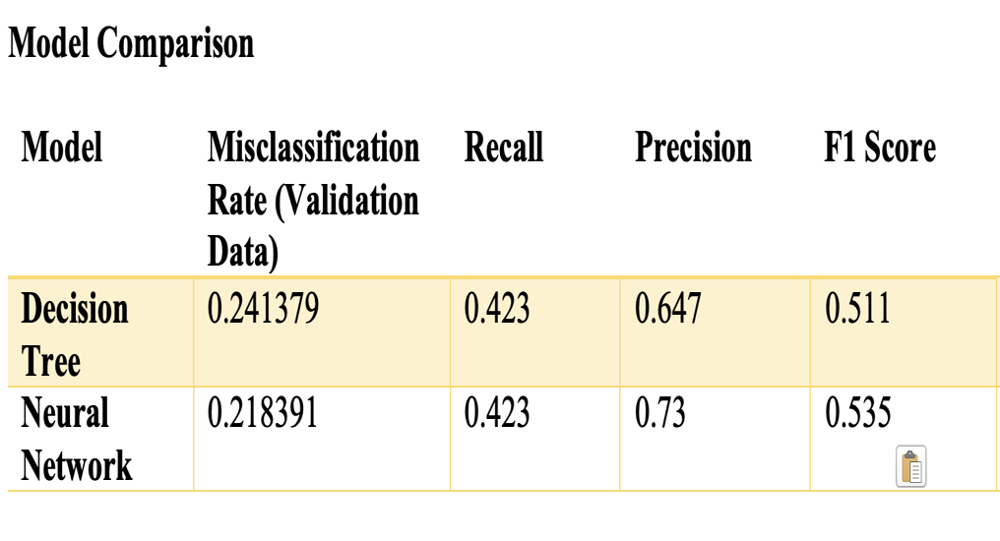 Model Comparison
Model Misclassification Rate (Validation Data) Recall Precision F1 Score
Decision Tree 0.241379 0.423 0.647 0.511
Neural Network 0.218391 0.423 0.73 0.535